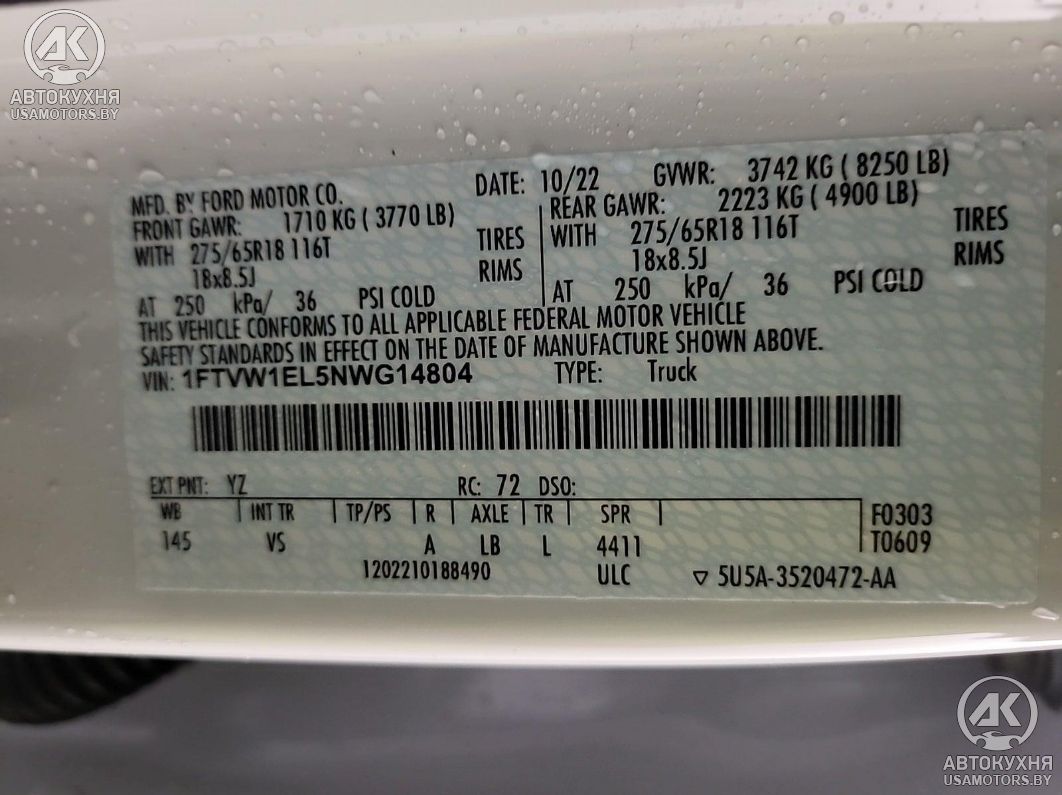 АК
АВТОКУХНЯ
USAMOTORS.BY
MFD. BY FORD MOTOR CO. DATE: 10/22 GVWR: 3742 KG ( 8250 LB)
FRONT GAWR: 1710 KG ( 3770 LB) REAR GAWR: 2223 KG ( 4900 LB)
WITH 275/65R18 116T TIRES WITH 275/65R18 116T TIRES
18x8.5J RIMS 18x8.5J RIMS
AT 250 kPa/ 36 PSI COLD AT 250 kPa/ 36 PSI COLD
THIS VEHICLE CONFORMS TO ALL APPLICABLE FEDERAL MOTOR VEHICLE
SAFETY STANDARDS IN EFFECT ON THE DATE OF MANUFACTURE SHOWN ABOVE.
VIN: 1FTVW1EL5NWG14804 TYPE: Truck
EXT PNT: YZ RC: 72 DSO:
WB INT TR TP/PS R AXLE TR SPR F0303
145 VS A LB L 4411 T0609
1202210188490 ULC ▽ 5U5A-3520472-AA
АК
АВТОКУХНЯ
USAMOTORS.BY